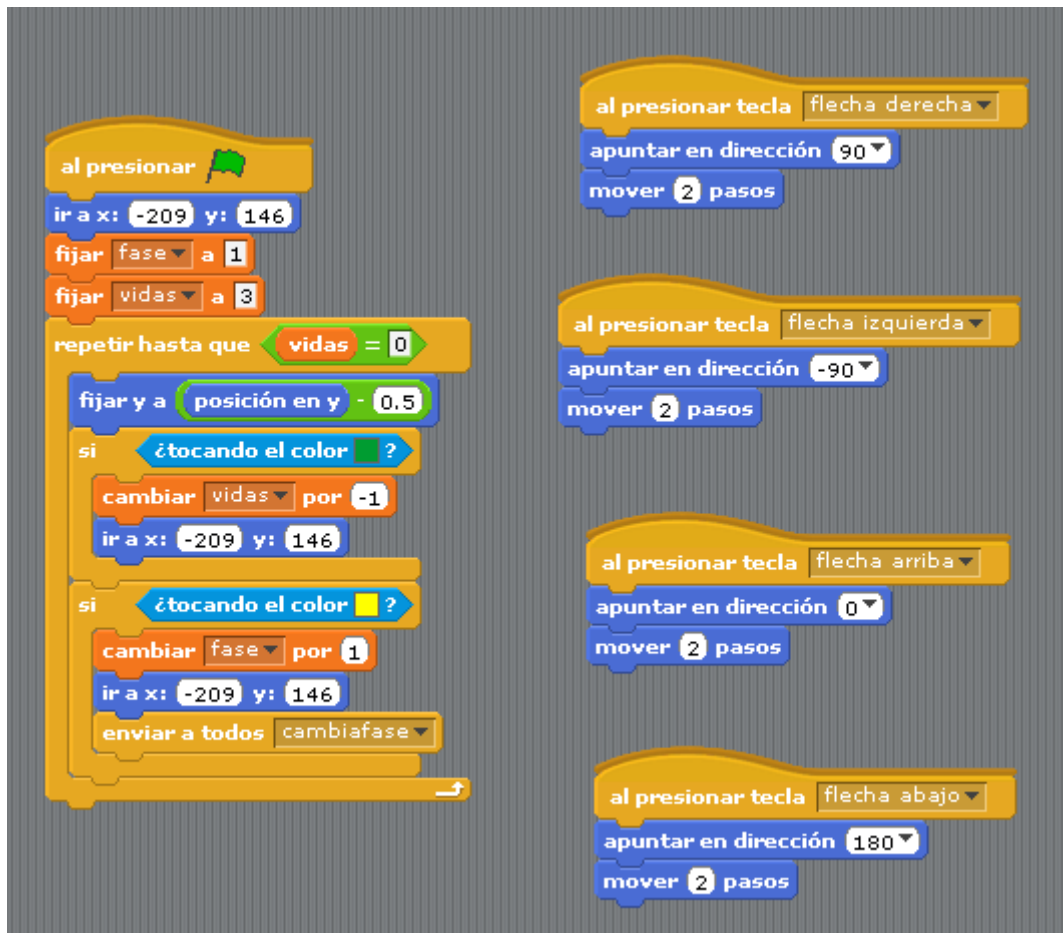 al presionar
ir a x: -209 y: 146
fijar fase a 1
fijar vidas a 3
repetir hasta que vidas = 0
fijar y a posición en y - 0.5
si ¿tocando el color ?
cambiar vidas por -1
ir a x: -209 y: 146
si ¿tocando el color ?
cambiar fase por 1
ir a x: -209 y: 146
enviar a todos cambiafase
al presionar tecla flecha derecha
apuntar en dirección 90
mover 2 pasos
al presionar tecla flecha izquierda
apuntar en dirección -90
mover 2 pasos
al presionar tecla flecha arriba
apuntar en dirección 0
mover 2 pasos
al presionar tecla flecha abajo
apuntar en dirección 180
mover 2 pasos